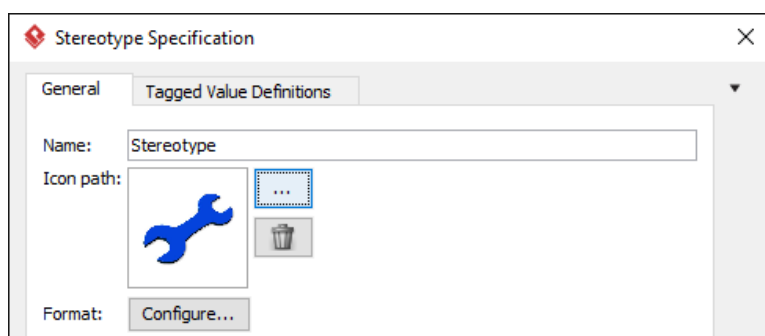 Stereotype Specification
General Tagged Value Definitions
Name: Stereotype
Icon path: ...
Format: Configure...